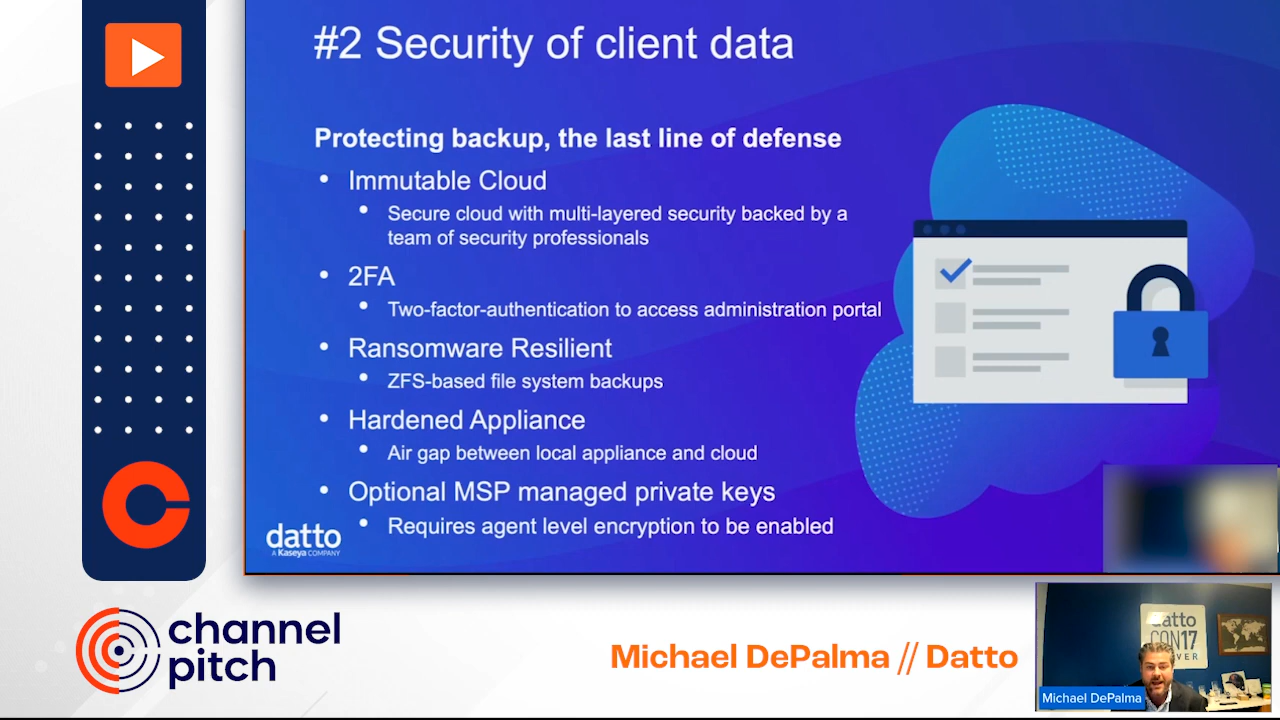 #2 Security of client data
Protecting backup, the last line of defense
• Immutable Cloud
• Secure cloud with multi-layered security backed by a
team of security professionals
• 2FA
• Two-factor-authentication to access administration portal
• Ransomware Resilient
• ZFS-based file system backups
• Hardened Appliance
• Air gap between local appliance and cloud
• Optional MSP managed private keys
• Requires agent level encryption to be enabled
datto
A Kaseya COMPANY
channel
pitch
Michael DePalma // Datto
datto
CON17
Michael DePalma